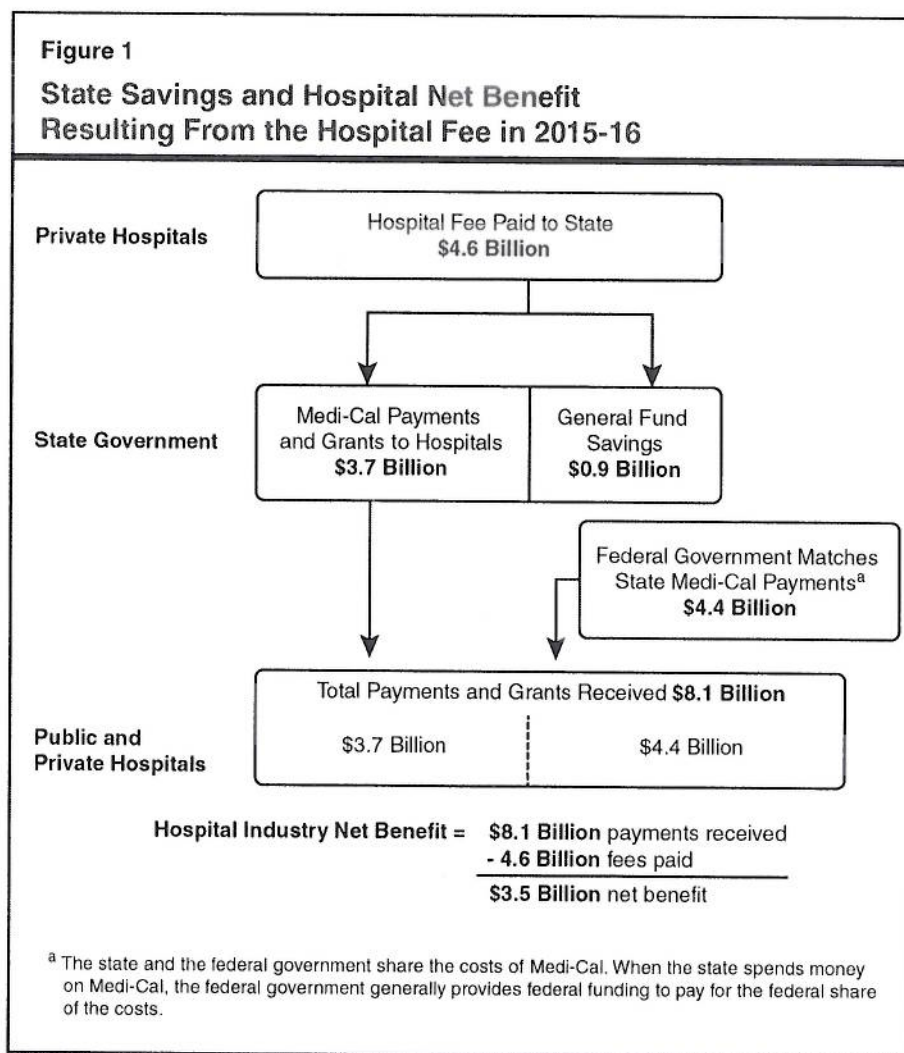 Figure 1
State Savings and Hospital Net Benefit
Resulting From the Hospital Fee in 2015-16
Private Hospitals
Hospital Fee Paid to State
$4.6 Billion
State Government
Medi-Cal Payments
and Grants to Hospitals
$3.7 Billion
General Fund
Savings
$0.9 Billion
Federal Government Matches
State Medi-Cal Paymentsᵃ
$4.4 Billion
Public and
Private Hospitals
Total Payments and Grants Received $8.1 Billion
$3.7 Billion
$4.4 Billion
Hospital Industry Net Benefit = $8.1 Billion payments received
- 4.6 Billion fees paid
$3.5 Billion net benefit
ᵃ The state and the federal government share the costs of Medi-Cal. When the state spends money
on Medi-Cal, the federal government generally provides federal funding to pay for the federal share
of the costs.